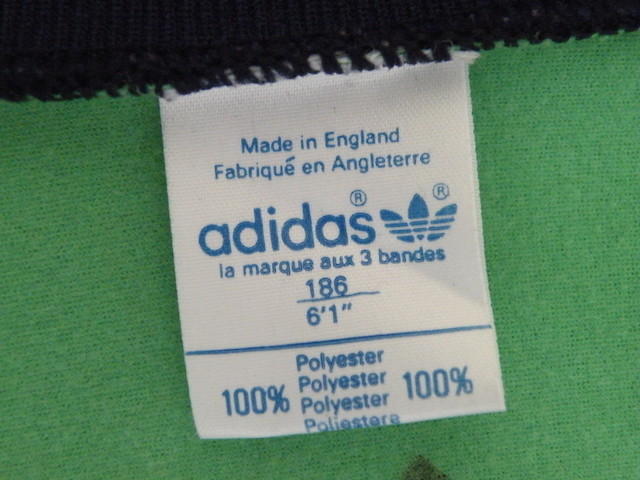 Made in England
Fabriqué en Angleterre
adidas® ®
la marque aux 3 bandes
186
6'1"
Polyester
100% Polyester 100%
Polyester
Poliestere